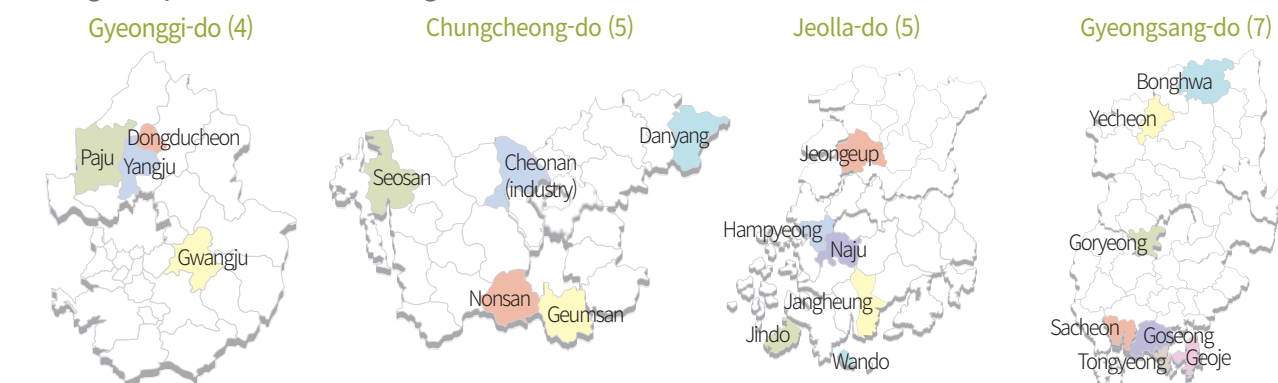 Gyeonggi-do (4)
Dongducheon
Paju
Yangju
Gwangju
Chungcheong-do (5)
Danyang
Cheonan
(industry)
Seosan
Nonsan
Geumsan
Jeolla-do (5)
Jeongeup
Hampyeong
Naju
Jangheung
Jindo
Wando
Gyeongsang-do (7)
Bonghwa
Yecheon
Goryeong
Sacheon
Goseong
Tongyeong
Geoje